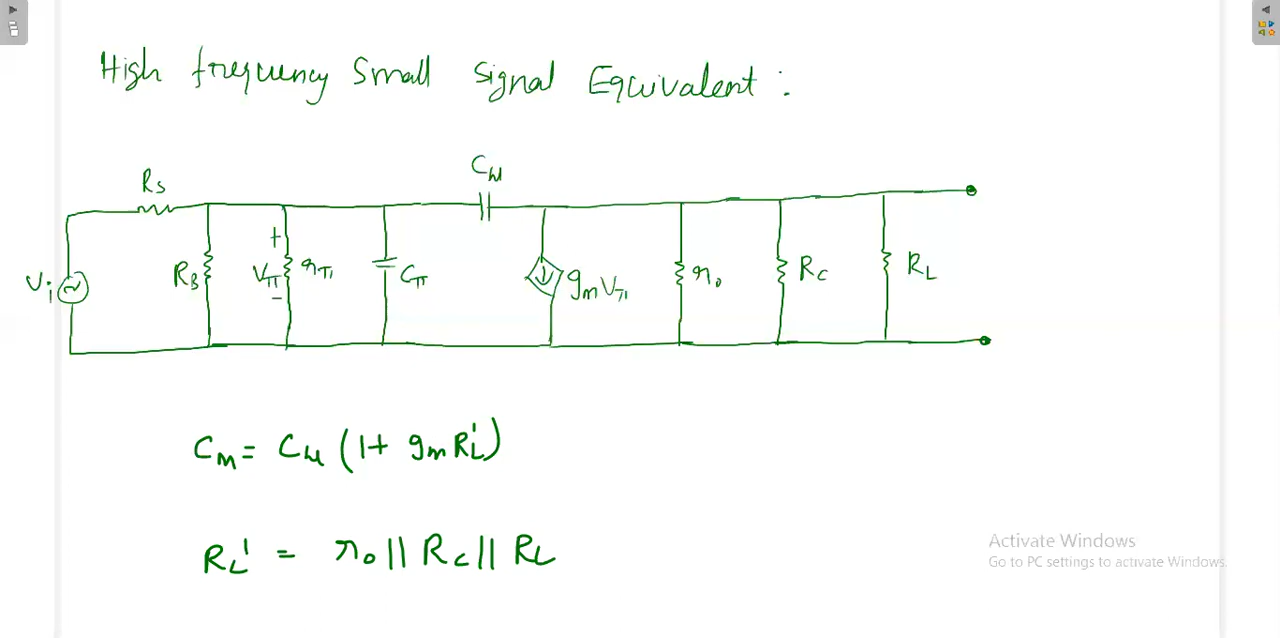 High frequency Small Signal Equivalent :
Cμ
Rs
+
Vi
RB
Vπ
rπ
Cπ
gmVπ
ro
Rc
RL
-
Cm = Cμ (1+ gmRL')
RL' = ro || Rc || RL
Activate Windows
Go to PC settings to activate Windows.